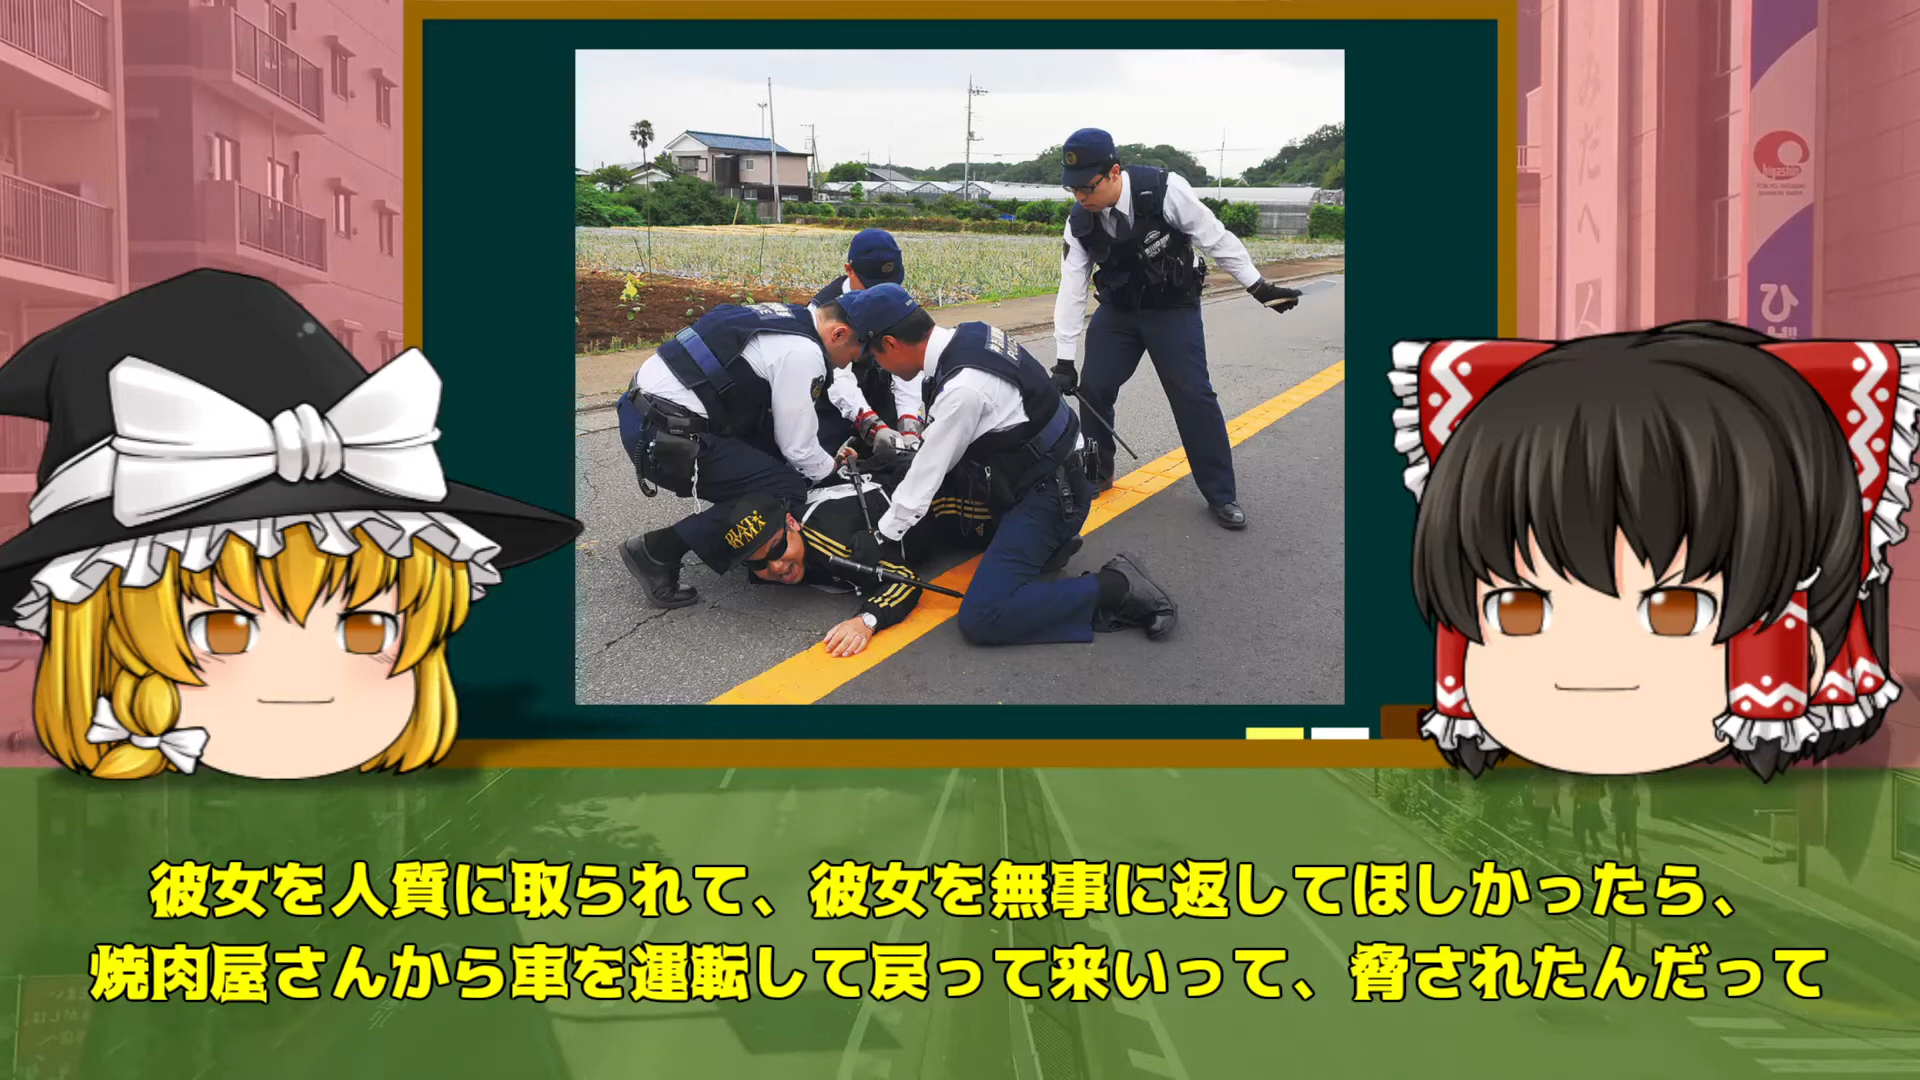 彼女を人質に取られて、彼女を無事に返してほしかったら、
焼肉屋さんから車を運転して戻って来いって、脅されたんだって